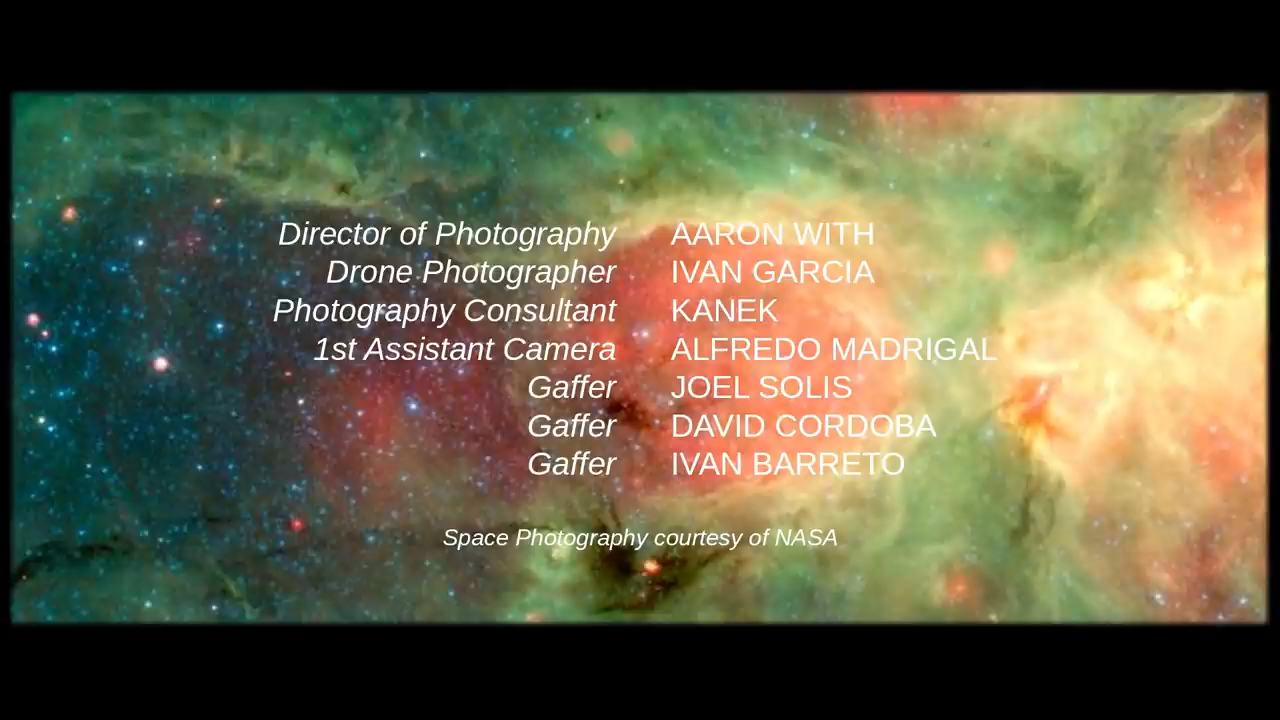 Director of Photography AARON WITH
Drone Photographer IVAN GARCIA
Photography Consultant KANEK
1st Assistant Camera ALFREDO MADRIGAL
Gaffer JOEL SOLIS
Gaffer DAVID CORDOBA
Gaffer IVAN BARRETO
Space Photography courtesy of NASA